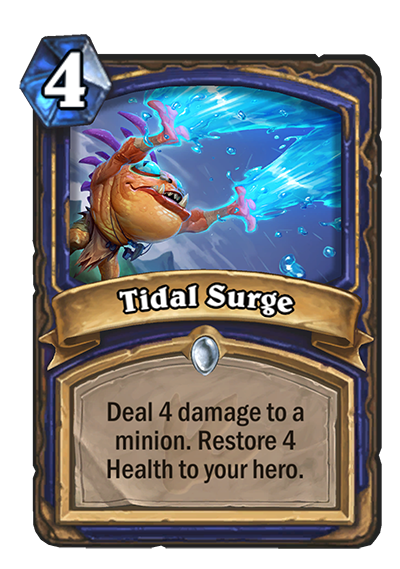 4
Tidal Surge
Deal 4 damage to a
minion. Restore 4
Health to your hero.